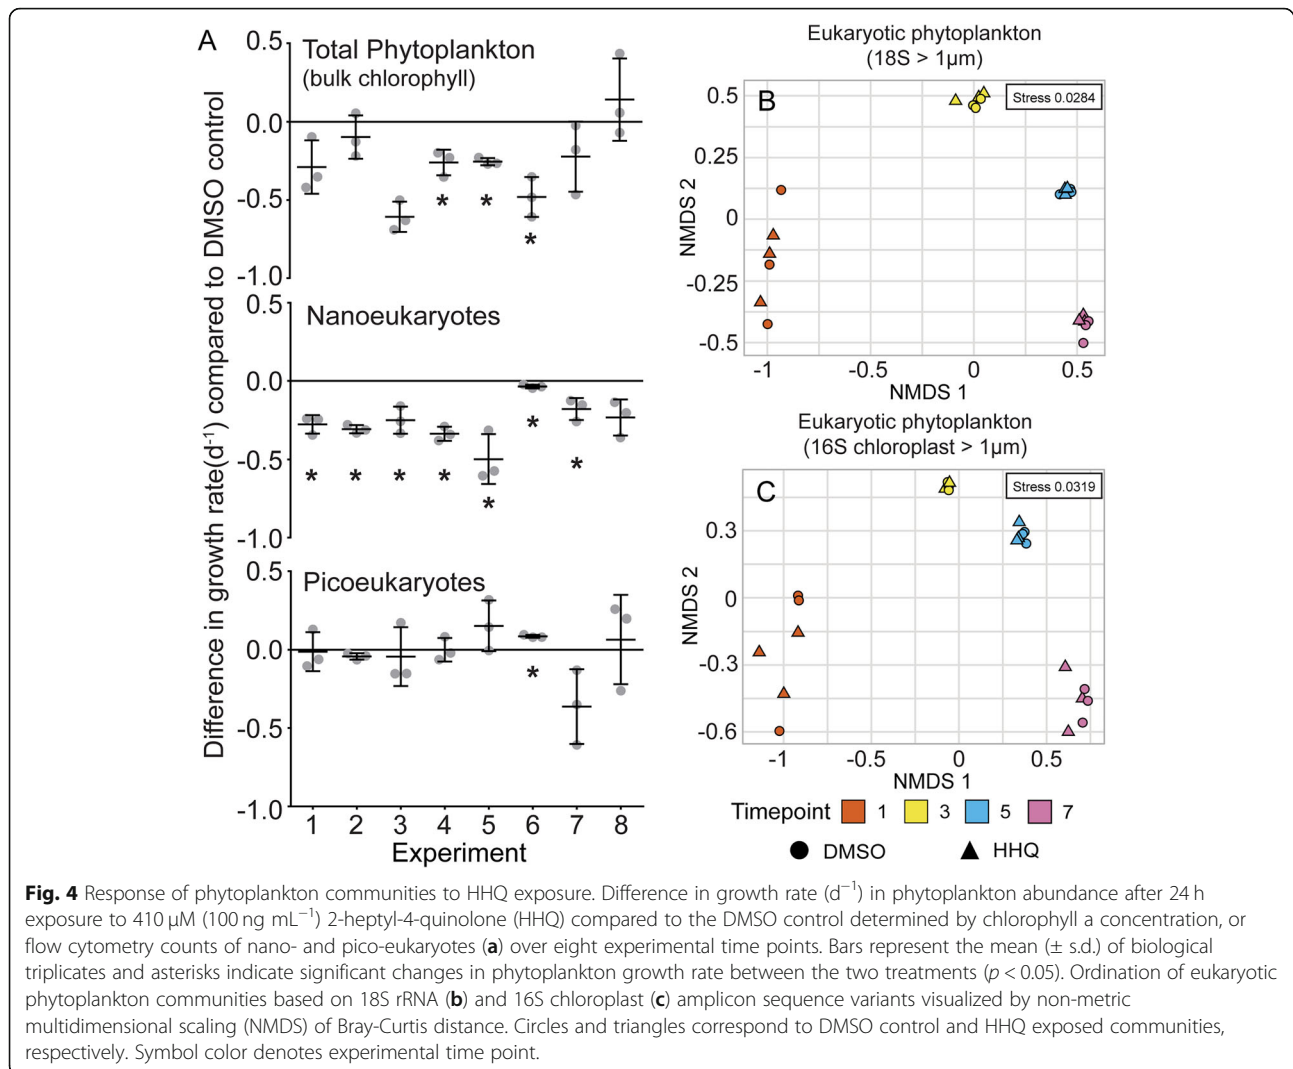 A
Difference in growth rate(d⁻¹) compared to DMSO control
Total Phytoplankton
(bulk chlorophyll)
0.5
0.0
-0.5
-1.0
* * *
Nanoeukaryotes
0.5
0.0
-0.5
-1.0
* * * * * * *
Picoeukaryotes
0.5
0.0
-0.5
-1.0
*
1 2 3 4 5 6 7 8
Experiment
Eukaryotic phytoplankton
(18S > 1µm)
B
Stress 0.0284
0.5
0.25
0
-0.25
-0.5
NMDS 2
-1 -0.5 0 0.5
NMDS 1
Eukaryotic phytoplankton
(16S chloroplast > 1µm)
C
Stress 0.0319
0.3
0
-0.3
-0.6
NMDS 2
-1 -0.5 0 0.5
NMDS 1
Timepoint 1 3 5 7
DMSO HHQ
Fig. 4 Response of phytoplankton communities to HHQ exposure. Difference in growth rate (d⁻¹) in phytoplankton abundance after 24 h
exposure to 410 µM (100 ng mL⁻¹) 2-heptyl-4-quinolone (HHQ) compared to the DMSO control determined by chlorophyll a concentration, or
flow cytometry counts of nano- and pico-eukaryotes (a) over eight experimental time points. Bars represent the mean (± s.d.) of biological
triplicates and asterisks indicate significant changes in phytoplankton growth rate between the two treatments (p < 0.05). Ordination of eukaryotic
phytoplankton communities based on 18S rRNA (b) and 16S chloroplast (c) amplicon sequence variants visualized by non-metric
multidimensional scaling (NMDS) of Bray-Curtis distance. Circles and triangles correspond to DMSO control and HHQ exposed communities,
respectively. Symbol color denotes experimental time point.